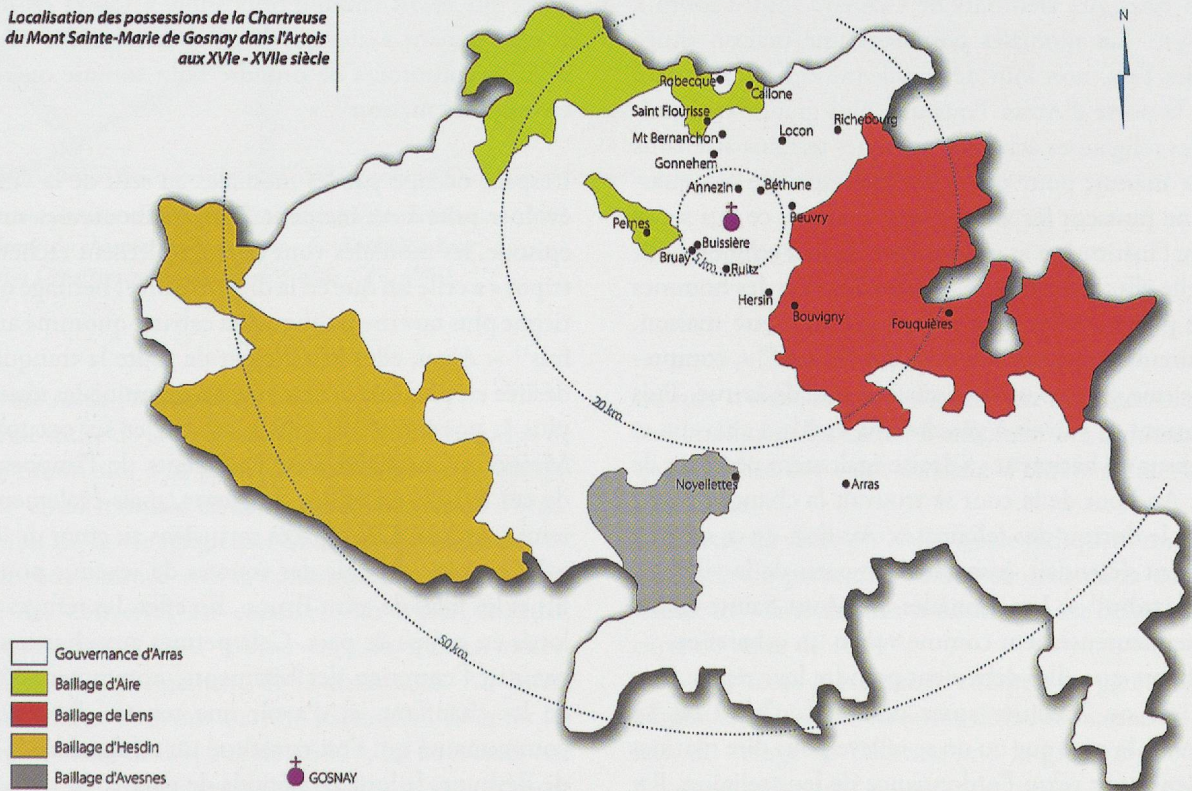 Localisation des possessions de la Chartreuse
du Mont Sainte-Marie de Gosnay dans l'Artois
aux XVIe - XVIIe siècle
N
Robecque
Callone
Saint Flourisse
Richebourg
Mt Bernanchon
Locon
Gonnehem
Annezin
Béthune
Beuvry
Pernes
Buissière
Bruay
5 km.
Ruitz
Hersin
Bouvigny
Fouquières
20 km.
Noyellettes
Arras
50 km.
Gouvernance d'Arras
Baillage d'Aire
Baillage de Lens
Baillage d'Hesdin
Baillage d'Avesnes
GOSNAY